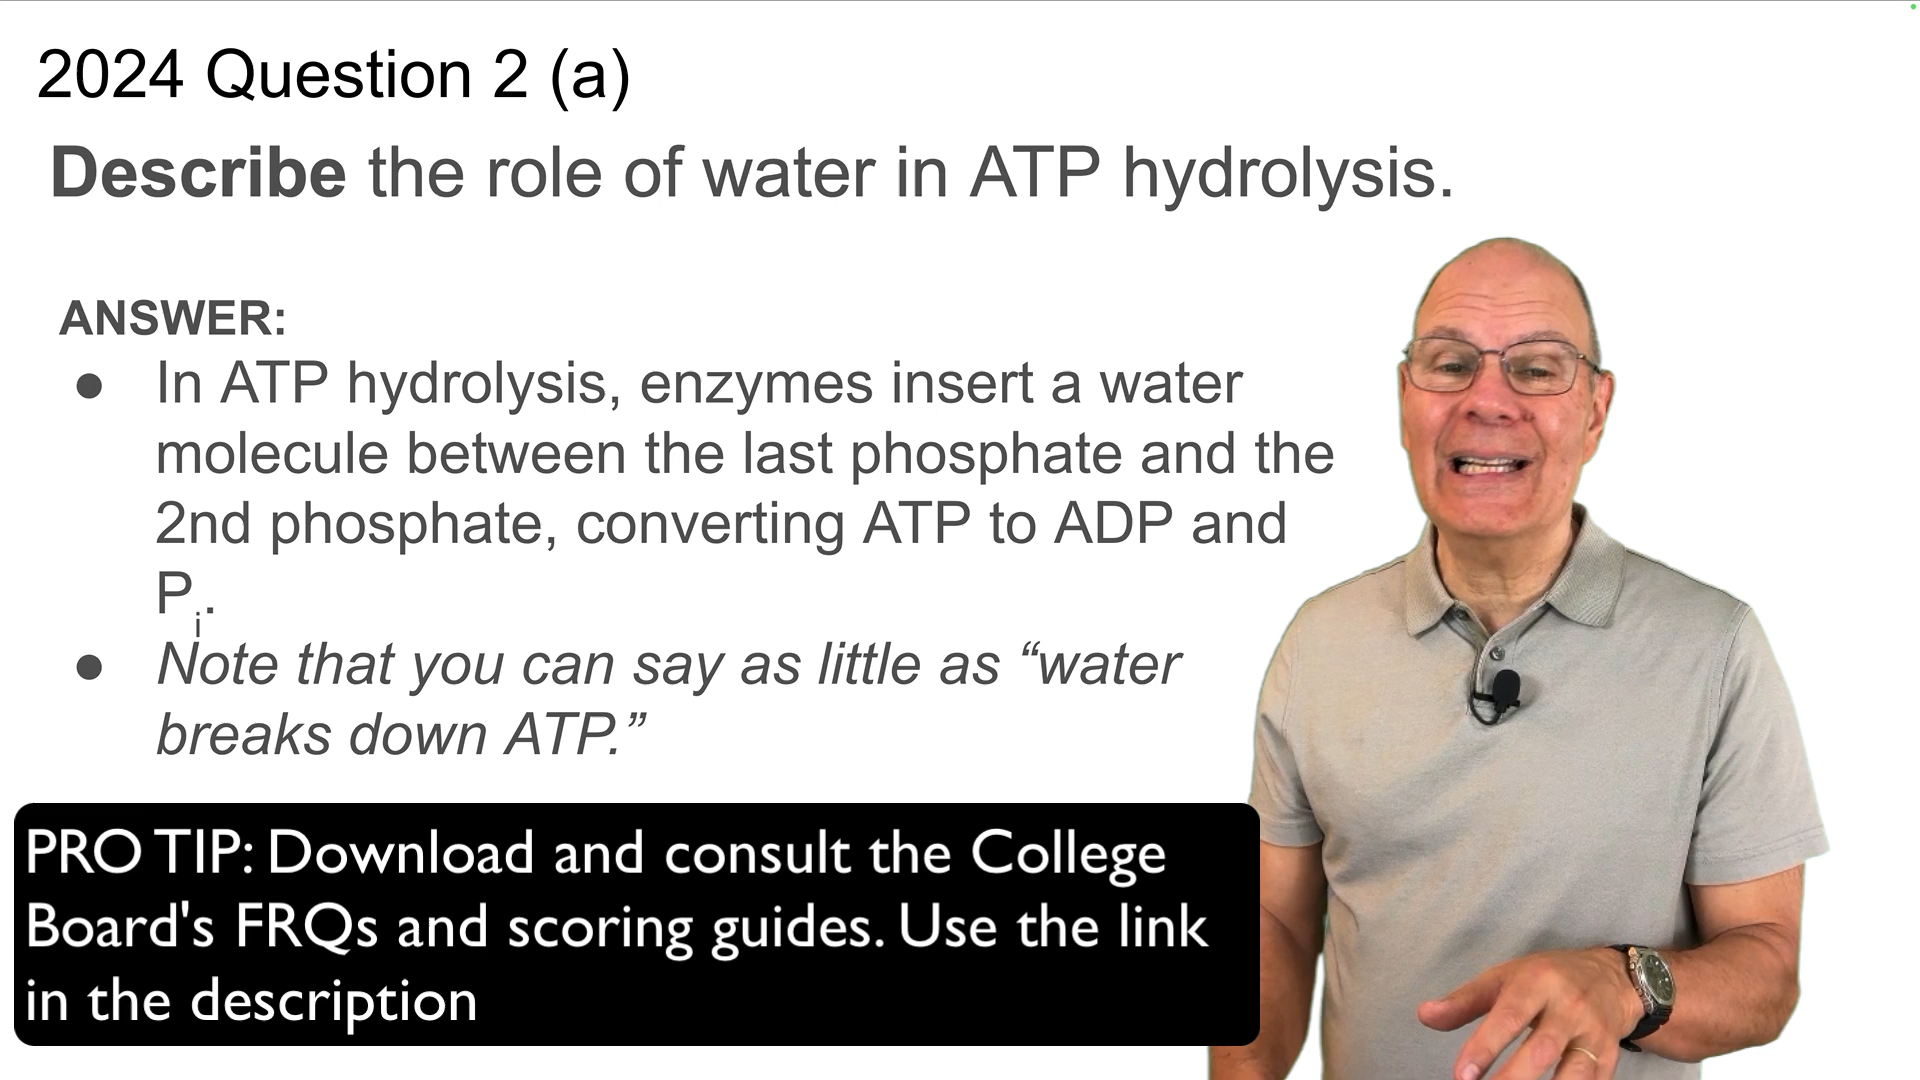 2024 Question 2 (a)
Describe the role of water in ATP hydrolysis.
ANSWER:
● In ATP hydrolysis, enzymes insert a water
molecule between the last phosphate and the
2nd phosphate, converting ATP to ADP and
Pi.
● Note that you can say as little as “water
breaks down ATP.”
PRO TIP: Download and consult the College
Board's FRQs and scoring guides. Use the link
in the description